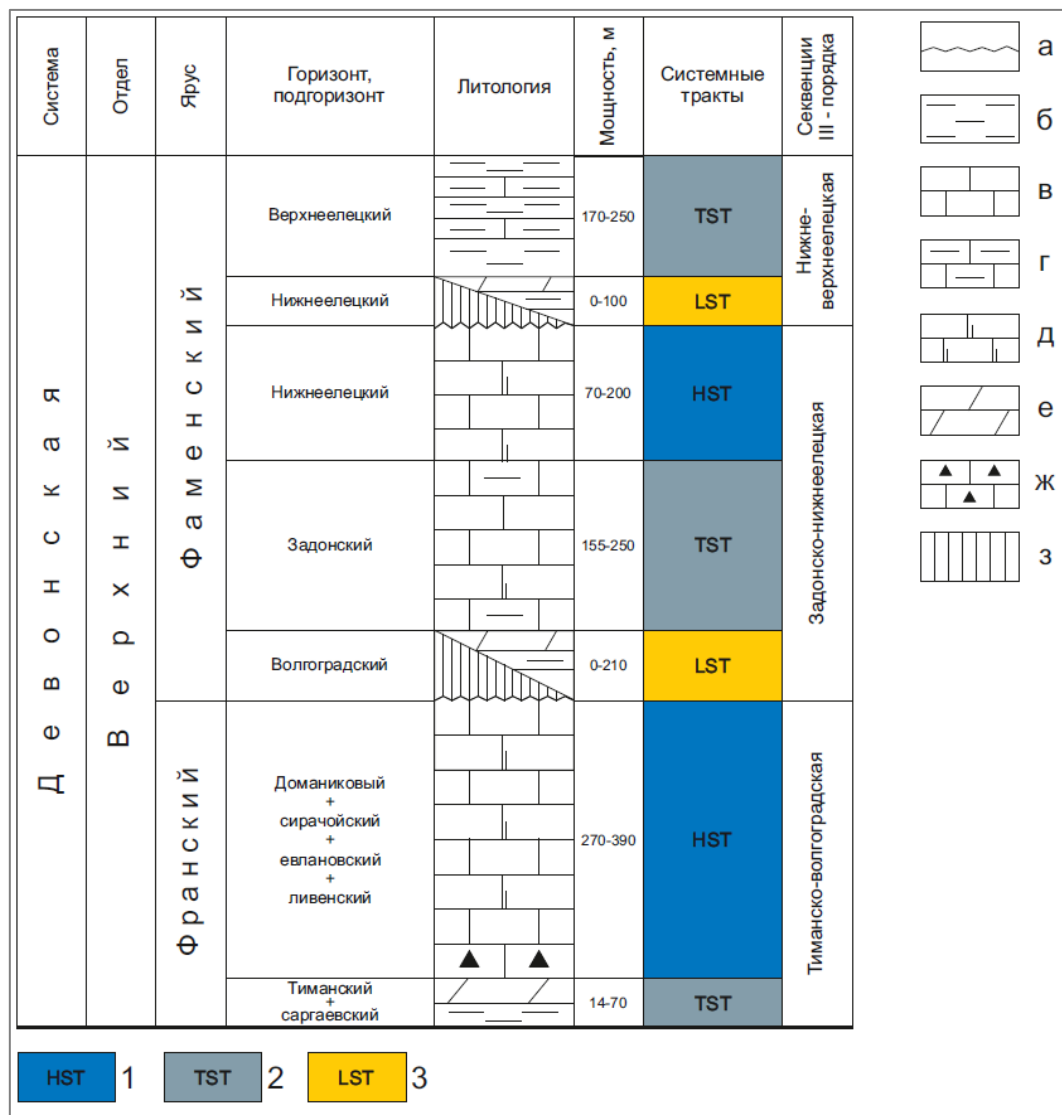 Система
Отдел
Ярус
Горизонт,
подгоризонт
Литология
Мощность, м
Системные
тракты
Секвенции
III - порядка
Девонская
Верхний
Фаменский
Верхнеелецкий
170-250
TST
Нижне-
верхнеелецкая
Нижнеелецкий
0-100
LST
Нижнеелецкий
70-200
HST
Задонско-нижнеелецкая
Задонский
155-250
TST
Волгоградский
0-210
LST
Франский
Доманиковый
+
сирачойский
+
евлановский
+
ливенский
270-390
HST
Тиманско-волгоградская
Тиманский
+
саргаевский
14-70
TST
а
б
в
г
д
е
ж
з
HST 1
TST 2
LST 3